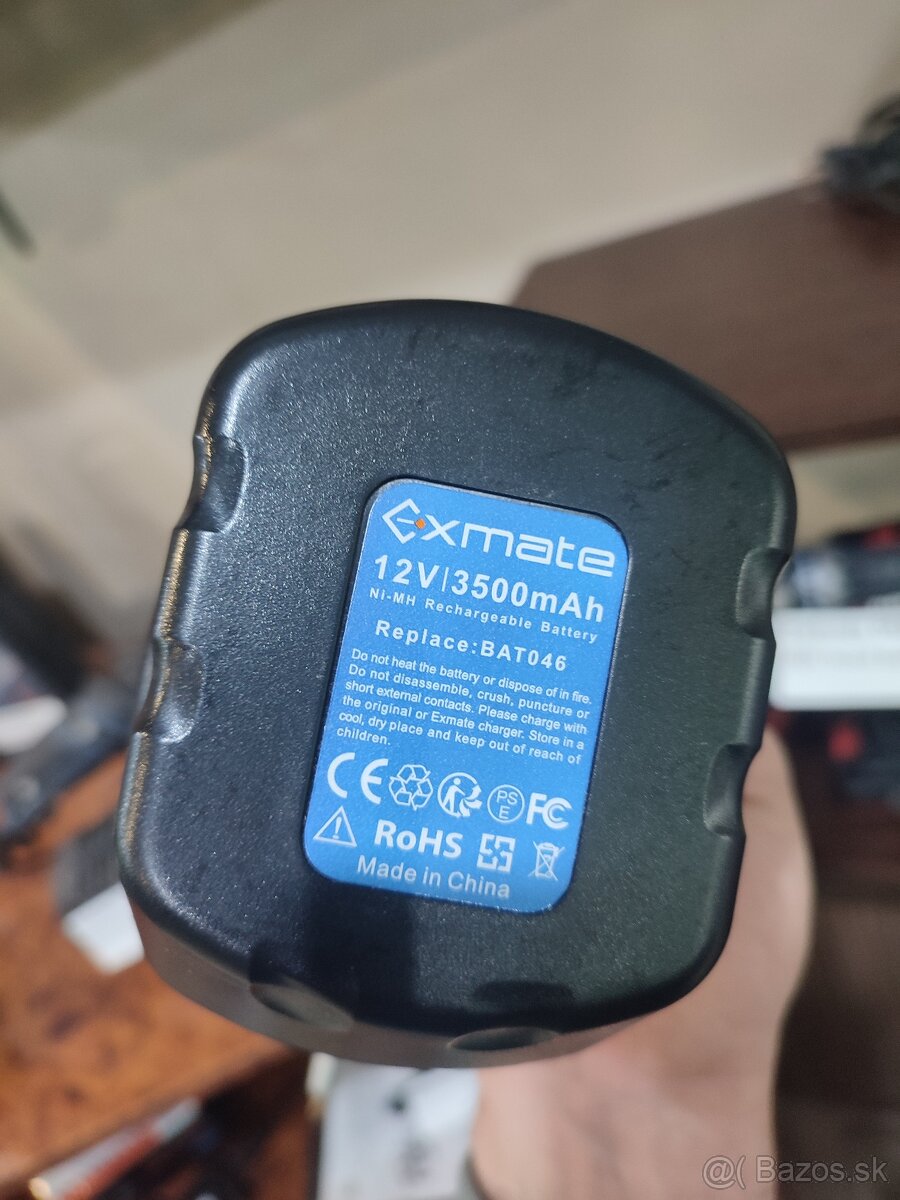 Exmate
12V|3500mAh
Ni-MH Rechargeable Battery
Replace:BAT046
Do not heat the battery or dispose of in fire.
Do not disassemble, crush, puncture or
short external contacts. Please charge with
the original or Exmate charger. Store in a
cool, dry place and keep out of reach of
children.
CE PS E FC
RoHS
Made in China
@( Bazos.sk